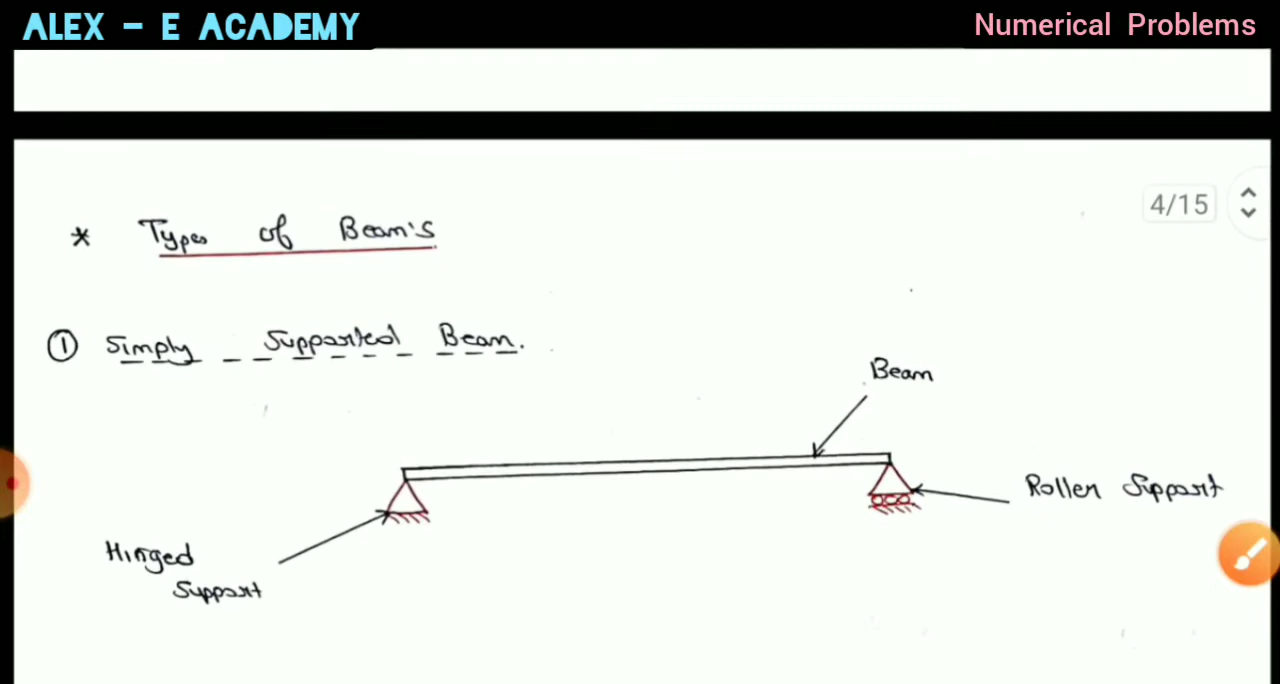 ALEX - E ACADEMY
Numerical Problems
4/15
* Types of Beam's
① Simply Supported Beam.
Beam
Roller Support
Hinged
Support